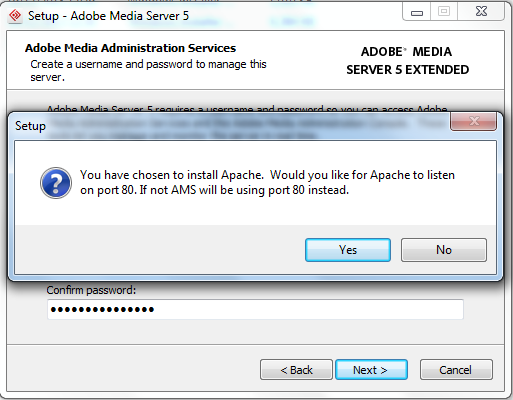 Setup - Adobe Media Server 5
Adobe Media Administration Services
Create a username and password to manage this
server.
ADOBE® MEDIA
SERVER 5 EXTENDED
Adobe Media Server 5 requires a username and password so you can access Adobe
Setup
You have chosen to install Apache. Would you like for Apache to listen
on port 80. If not AMS will be using port 80 instead.
Yes
No
Confirm password:
•••••••••••••••
< Back
Next >
Cancel